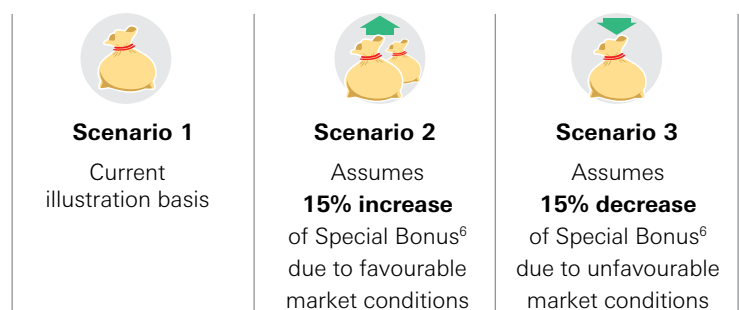 Scenario 1
Current
illustration basis
Scenario 2
Assumes
15% increase
of Special Bonus6
due to favourable
market conditions
Scenario 3
Assumes
15% decrease
of Special Bonus6
due to unfavourable
market conditions